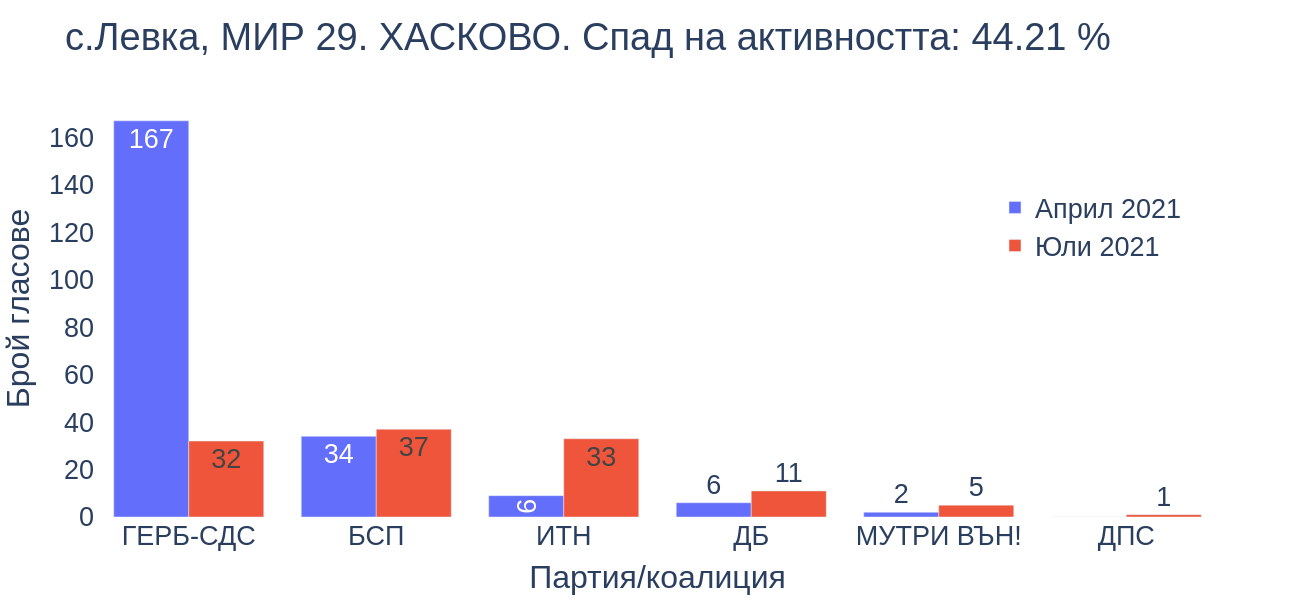 с.Левка, МИР 29. ХАСКОВО. Спад на активността: 44.21 %
Брой гласове
160
140
120
100
80
60
40
20
0
167
32
34
37
9
33
6
11
2
5
1
Април 2021
Юли 2021
ГЕРБ-СДС
БСП
ИТН
ДБ
МУТРИ ВЪН!
ДПС
Партия/коалиция